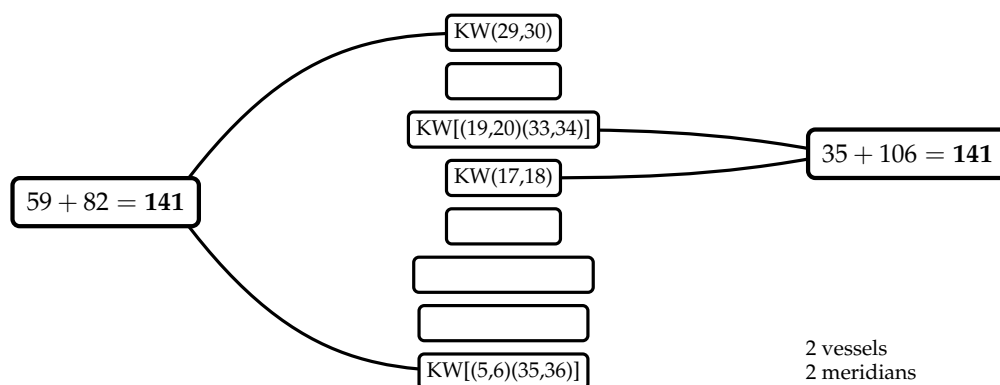 KW(29,30)
KW[(19,20)(33,34)]
35 + 106 = 141
KW(17,18)
59 + 82 = 141
KW[(5,6)(35,36)]
2 vessels
2 meridians